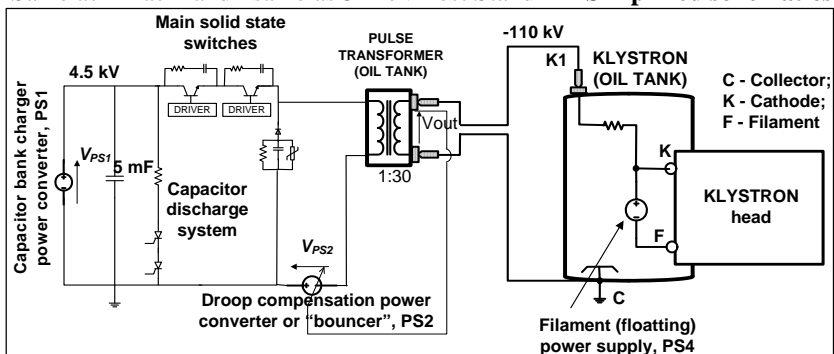 Main solid state
switches
4.5 kV
DRIVER
DRIVER
PULSE
TRANSFORMER
(OIL TANK)
Vout
1:30
-110 kV
K1
KLYSTRON
(OIL TANK)
C - Collector;
K - Cathode;
F - Filament
Capacitor bank charger
power converter, PS1
VPS1
5 mF
Capacitor
discharge
system
VPS2
Droop compensation power
converter or "bouncer", PS2
K
F
KLYSTRON
head
C
Filament (floatting)
power supply, PS4